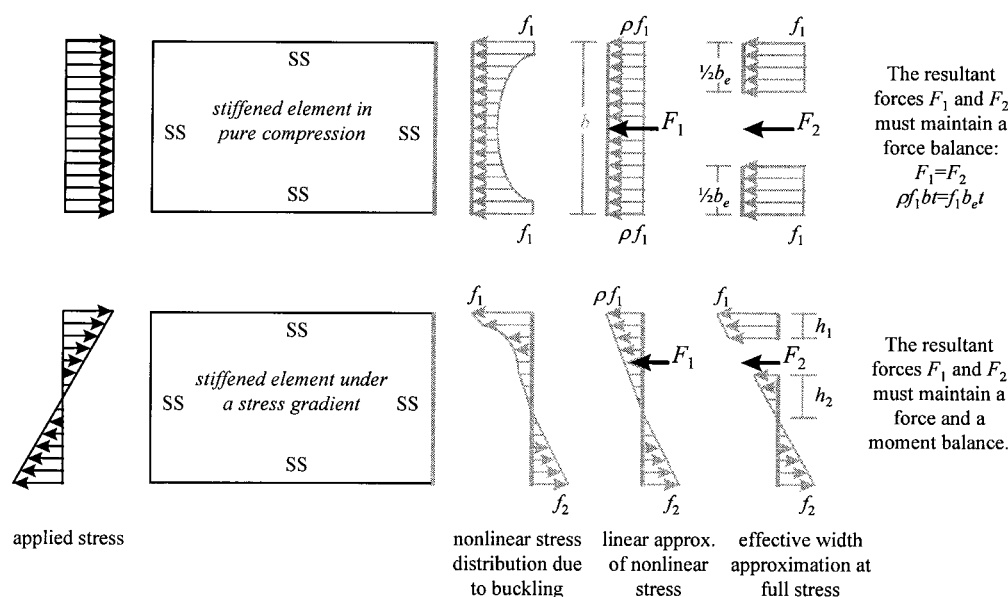 f₁
ρf₁
f₁
SS
stiffened element in
pure compression
SS
SS
SS
½bₑ
b
F₁
F₂
½bₑ
f₁
ρf₁
f₁
The resultant
forces F₁ and F₂
must maintain a
force balance:
F₁=F₂
ρf₁bt=f₁bₑt
f₁
ρf₁
f₁
SS
stiffened element under
a stress gradient
SS
SS
SS
h₁
F₁
F₂
h₂
f₂
f₂
f₂
The resultant
forces F₁ and F₂
must maintain a
force and a
moment balance.
applied stress
nonlinear stress
distribution due
to buckling
linear approx.
of nonlinear
stress
effective width
approximation at
full stress